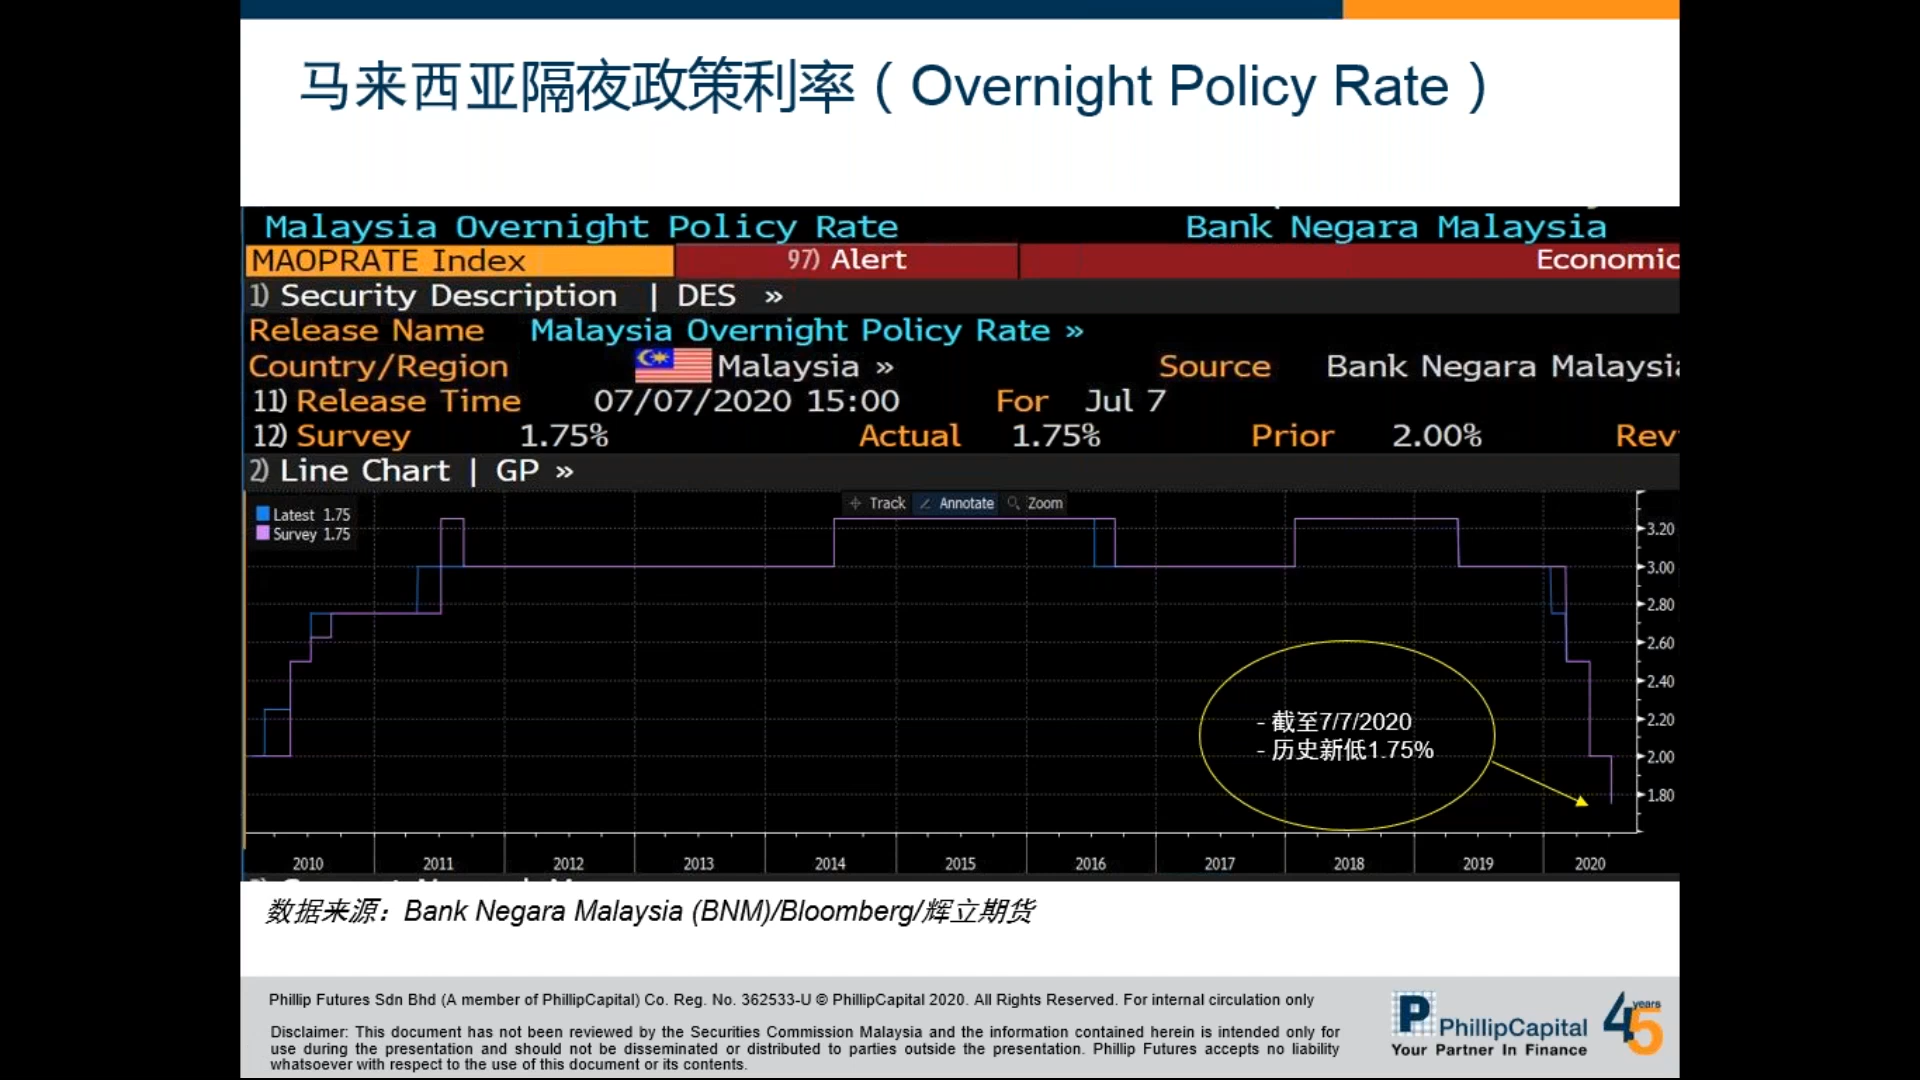 马来西亚隔夜政策利率（Overnight Policy Rate）
Malaysia Overnight Policy Rate Bank Negara Malaysia
MAOPRATE Index 97) Alert Economic
1) Security Description | DES »
Release Name Malaysia Overnight Policy Rate »
Country/Region Malaysia » Source Bank Negara Malaysia
11) Release Time 07/07/2020 15:00 For Jul 7
12) Survey 1.75% Actual 1.75% Prior 2.00% Rev
2) Line Chart | GP »
Track Annotate Zoom
Latest 1.75
Survey 1.75
3.20
3.00
2.80
2.60
2.40
2.20
2.00
1.80
- 截至7/7/2020
- 历史新低1.75%
2010 2011 2012 2013 2014 2015 2016 2017 2018 2019 2020
数据来源：Bank Negara Malaysia (BNM)/Bloomberg/辉立期货
Phillip Futures Sdn Bhd (A member of PhillipCapital) Co. Reg. No. 362533-U © PhillipCapital 2020. All Rights Reserved. For internal circulation only
Disclaimer: This document has not been reviewed by the Securities Commission Malaysia and the information contained herein is intended only for
use during the presentation and should not be disseminated or distributed to parties outside the presentation. Phillip Futures accepts no liability
whatsoever with respect to the use of this document or its contents.
P PhillipCapital
Your Partner In Finance
45 years